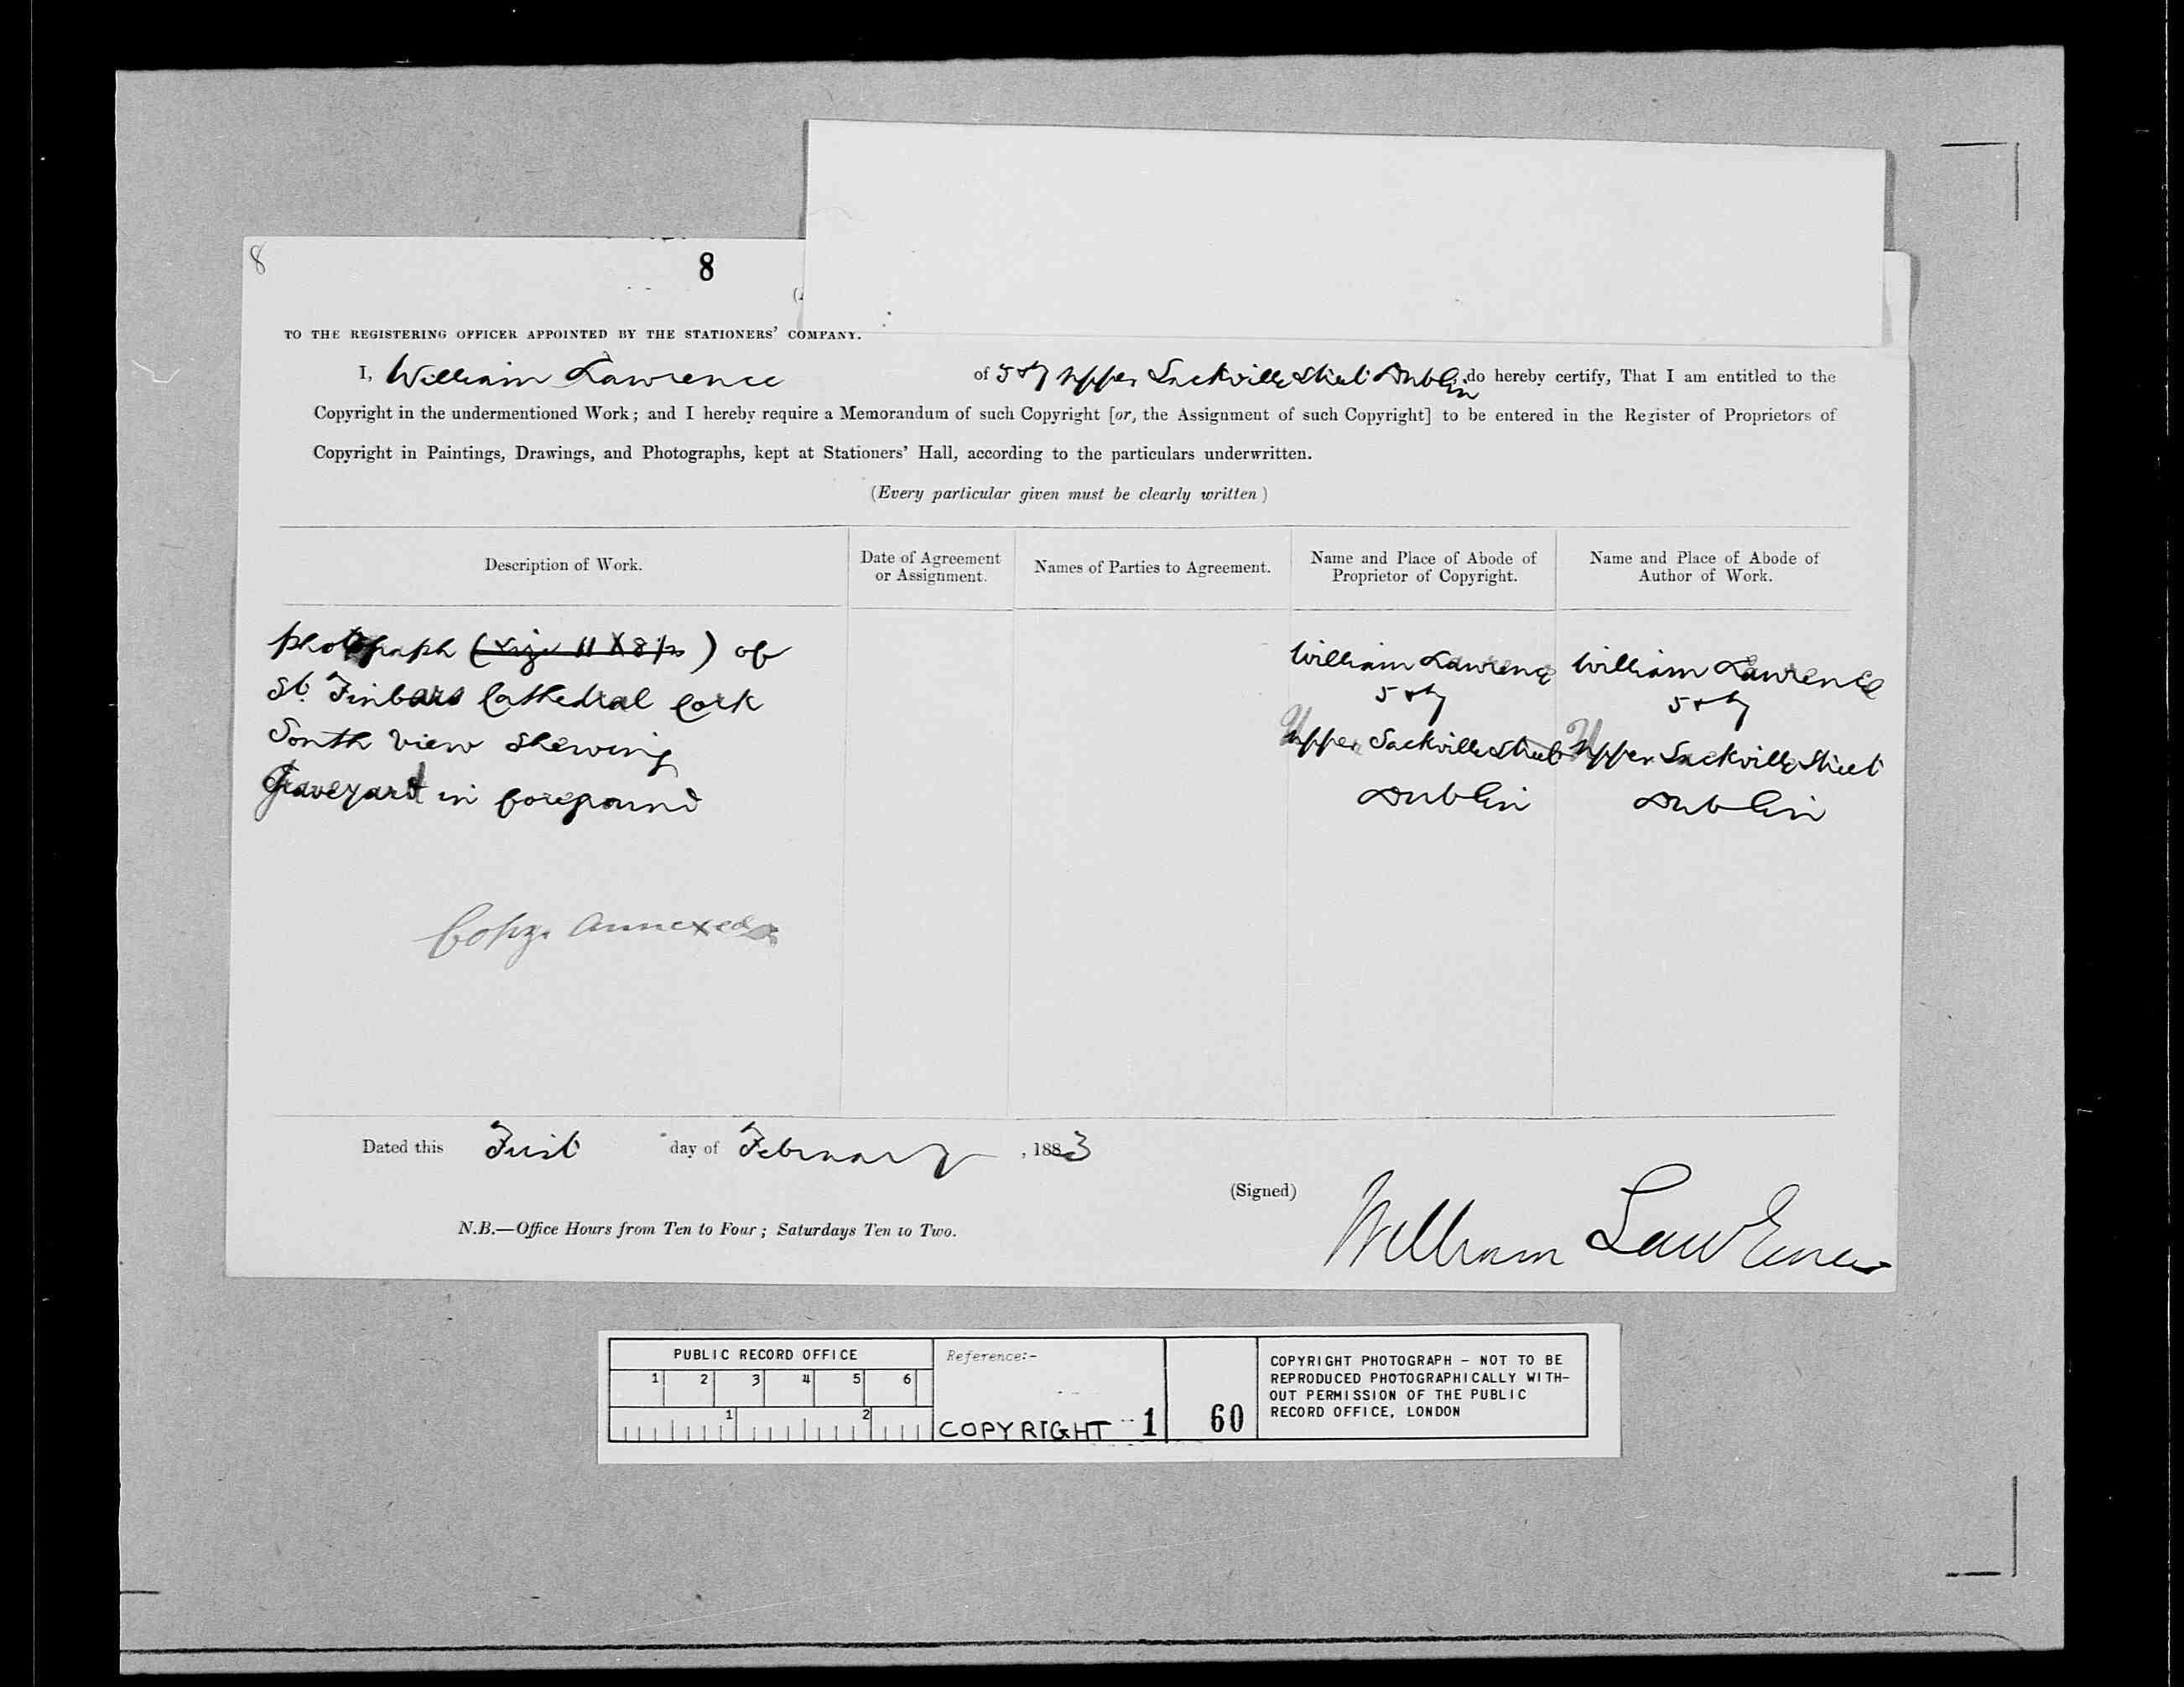 8
8
TO THE REGISTERING OFFICER APPOINTED BY THE STATIONERS' COMPANY.
I, William Lawrence of 5 & 7 Upper Sackville Street Dublin do hereby certify, That I am entitled to the
Copyright in the undermentioned Work; and I hereby require a Memorandum of such Copyright [or, the Assignment of such Copyright] to be entered in the Register of Proprietors of
Copyright in Paintings, Drawings, and Photographs, kept at Stationers' Hall, according to the particulars underwritten.
(Every particular given must be clearly written)
Description of Work.
Date of Agreement
or Assignment.
Names of Parties to Agreement.
Name and Place of Abode of
Proprietor of Copyright.
Name and Place of Abode of
Author of Work.
photograph (size 11 X 8½) of
St. Finbars Cathedral Cork
South View Shewing
Graveyard in foreground
Copy annexed
William Lawrence
5 & 7
Upper Sackville Street
Dublin
William Lawrence
5 & 7
Upper Sackville Street
Dublin
Dated this First day of February, 1883
(Signed)
William Lawrence
N.B.—Office Hours from Ten to Four; Saturdays Ten to Two.
PUBLIC RECORD OFFICE
1 2 3 4 5 6
1 2
Reference:-
COPYRIGHT 1
60
COPYRIGHT PHOTOGRAPH - NOT TO BE
REPRODUCED PHOTOGRAPHICALLY WITH-
OUT PERMISSION OF THE PUBLIC
RECORD OFFICE, LONDON